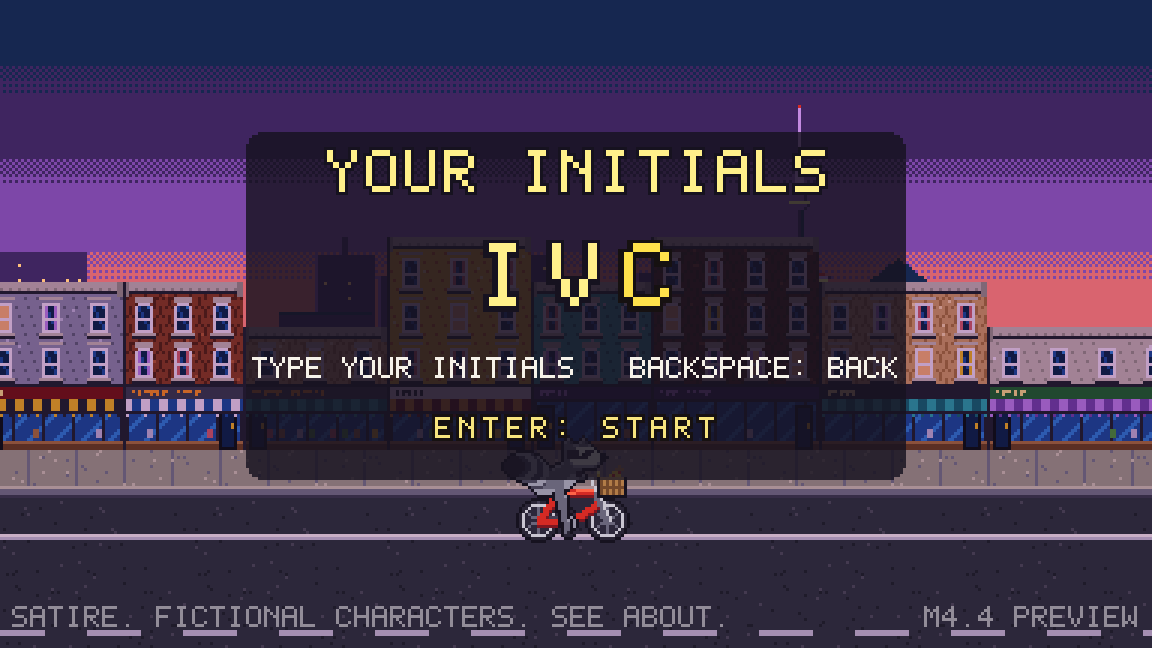 YOUR INITIALS
IVC
TYPE YOUR INITIALS BACKSPACE: BACK
ENTER: START
SATIRE. FICTIONAL CHARACTERS. SEE ABOUT. M4.4 PREVIEW